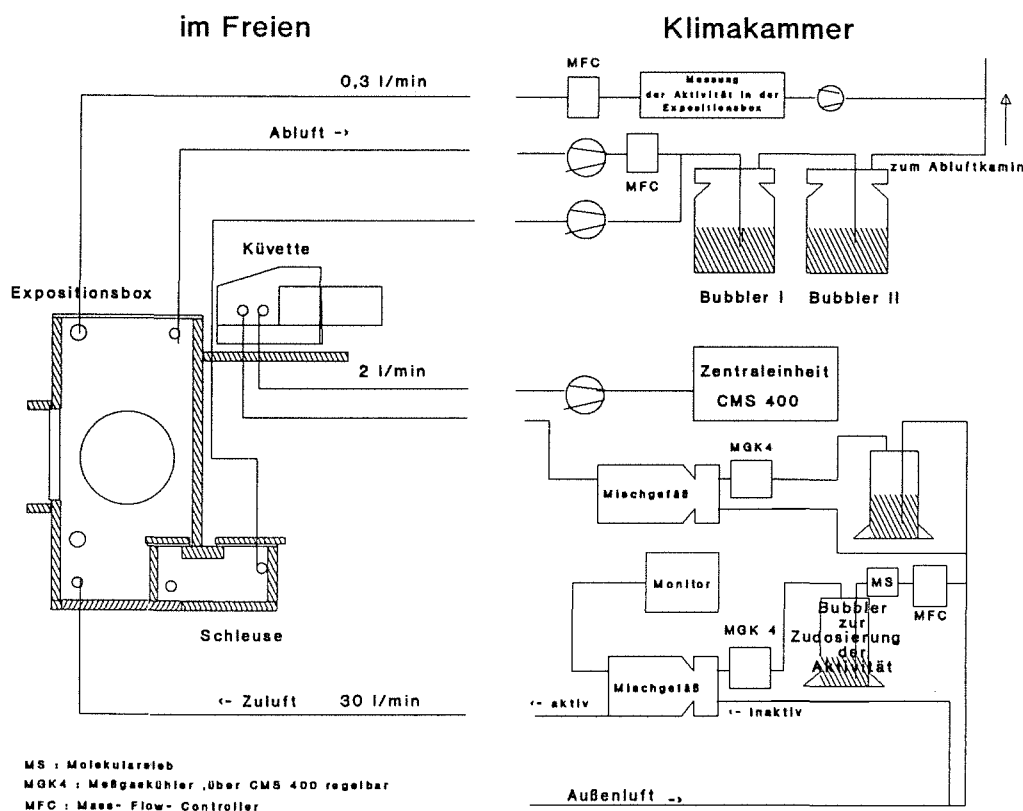 im Freien
Klimakammer
0,3 l/min
MFC
Messung
der Aktivität in der
Expositionsbox
Abluft ->
MFC
zum Abluftkamin
Küvette
Expositionsbox
Bubbler I
Bubbler II
2 l/min
Zentraleinheit
CMS 400
MGK4
Mischgefäß
Monitor
MS
MFC
Bubbler
zur
Zudosierung
der
Aktivität
MGK 4
Schleuse
Mischgefäß
<- Zuluft 30 l/min
<- aktiv
<- inaktiv
MS : Molekularsieb
MGK4 : Meßgaskühler ,über CMS 400 regelbar
MFC : Mass- Flow- Controller
Außenluft ->